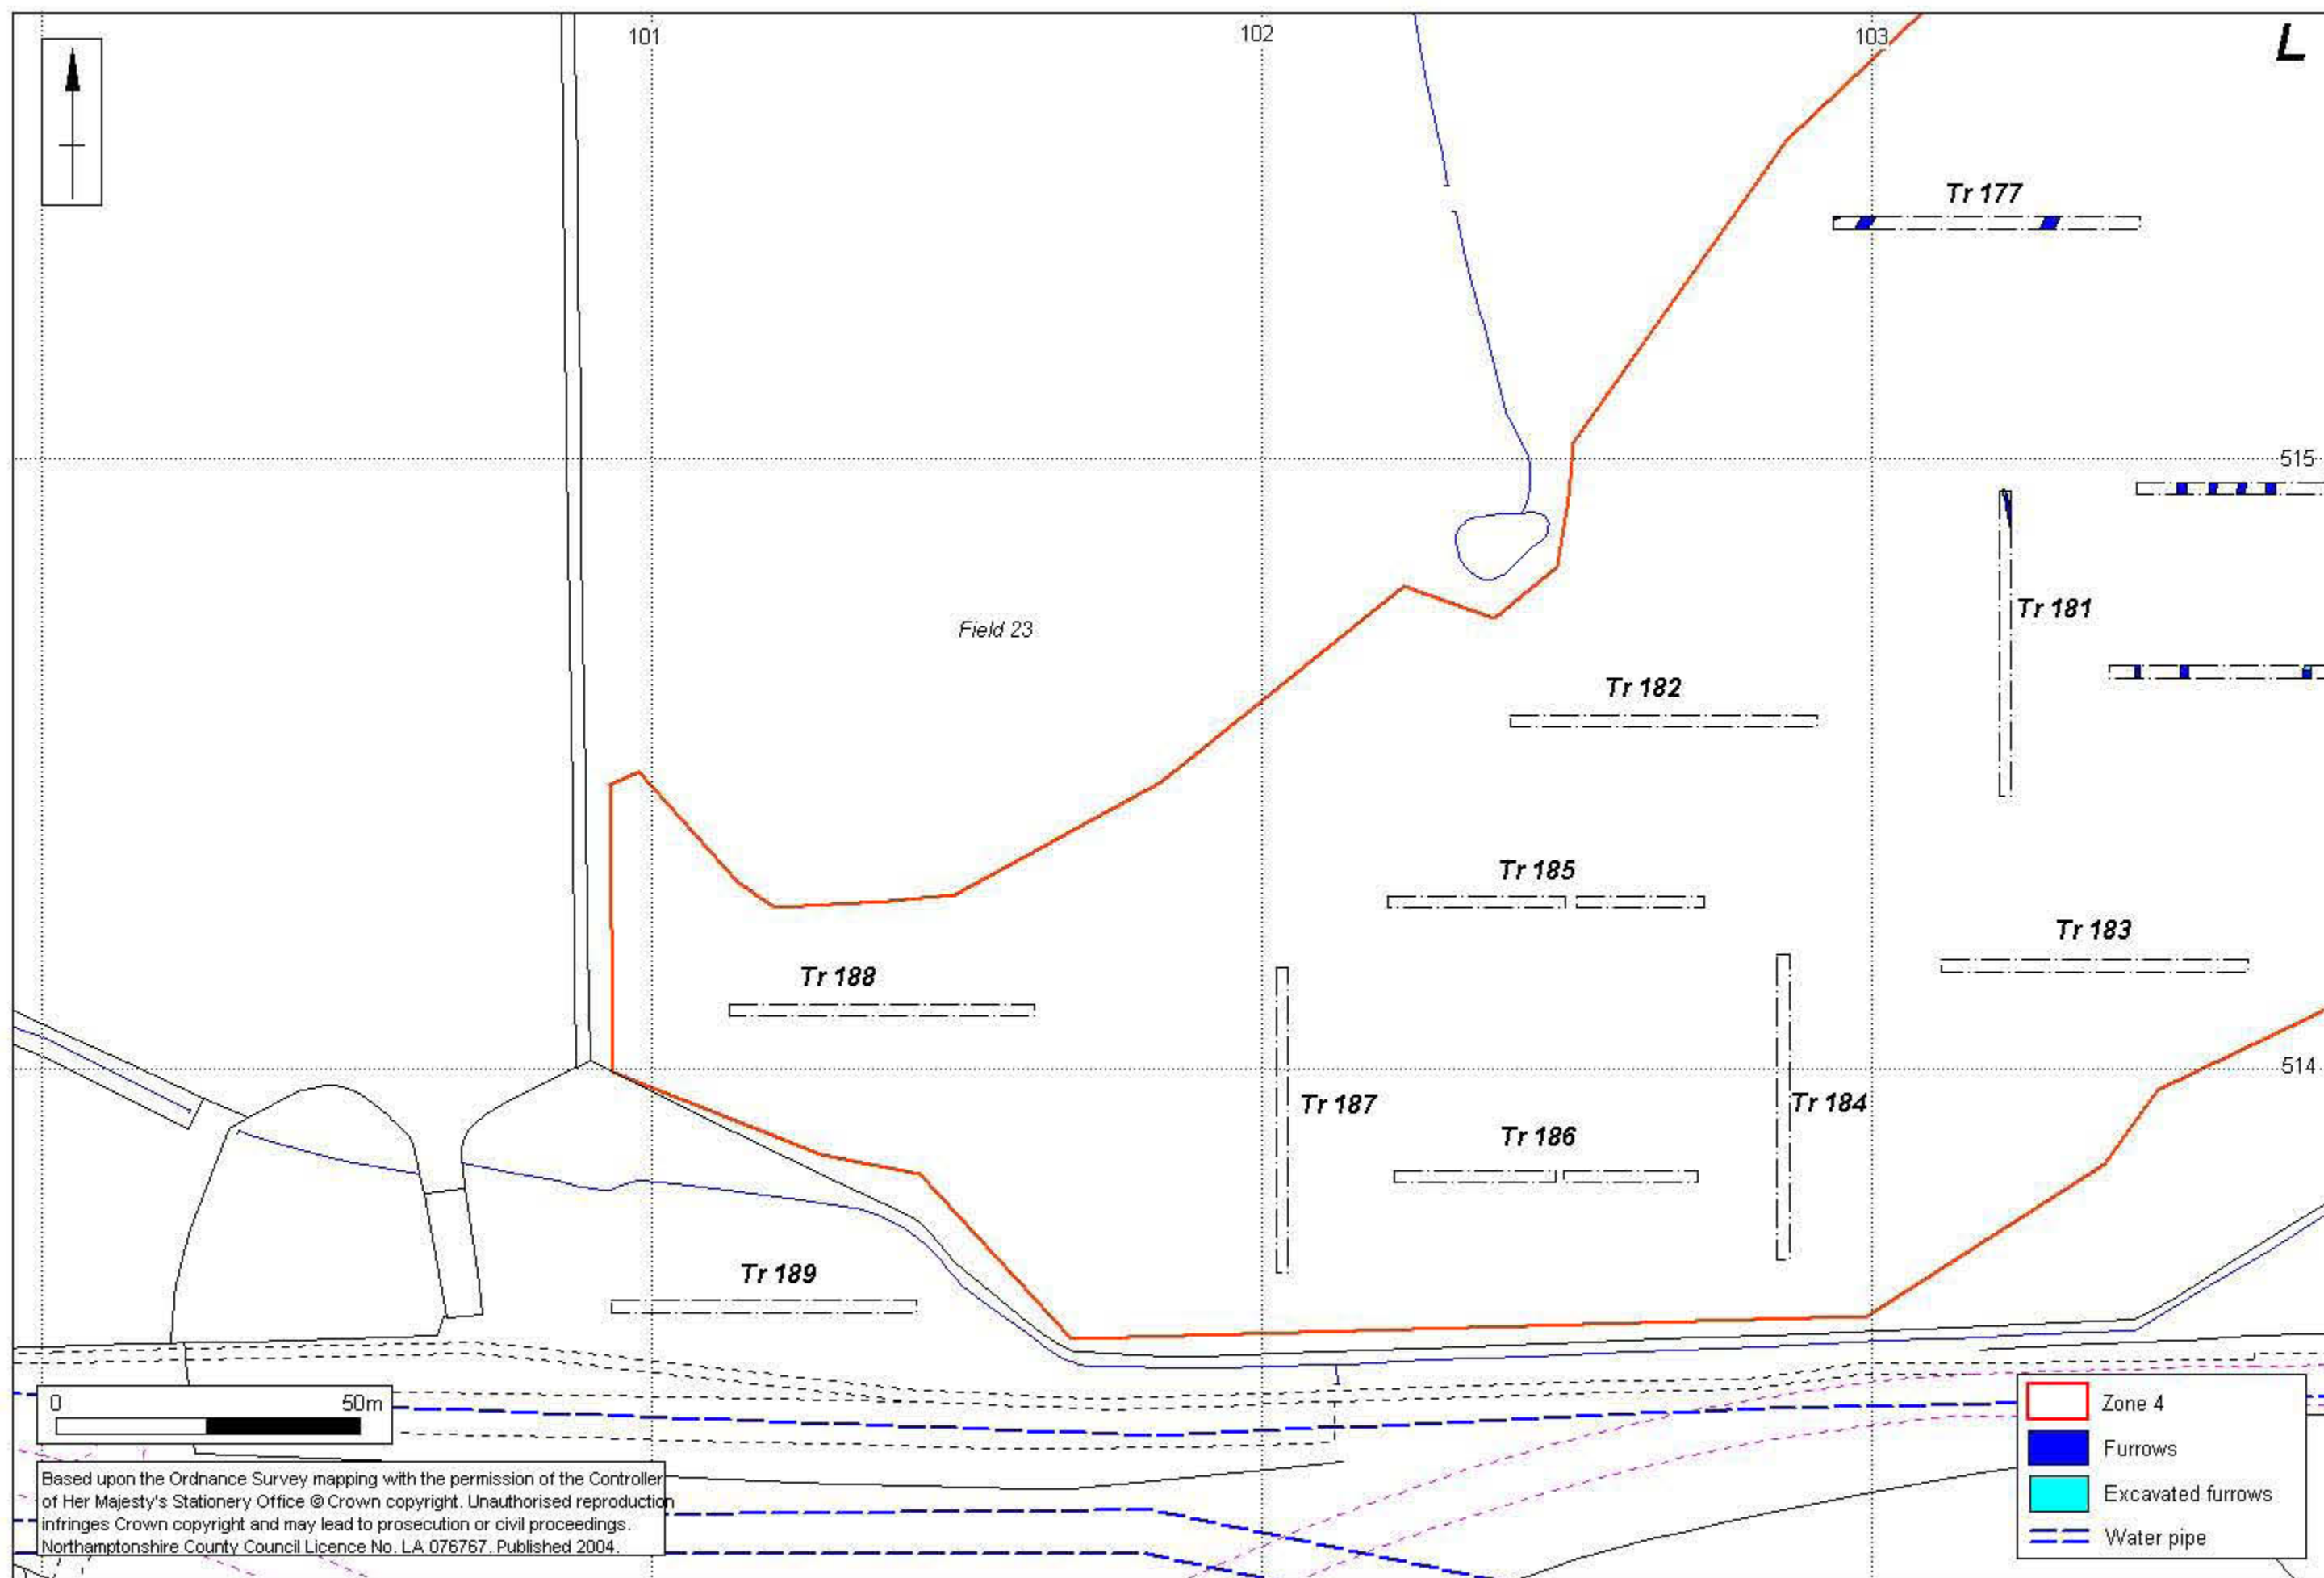 101
102
103
L
Tr 177
515
Tr 181
Field 23
Tr 182
Tr 185
Tr 183
Tr 188
514
Tr 187
Tr 184
Tr 186
Tr 189
0 50m
Zone 4
Furrows
Excavated furrows
Water pipe
Based upon the Ordnance Survey mapping with the permission of the Controller
of Her Majesty's Stationery Office © Crown copyright. Unauthorised reproduction
infringes Crown copyright and may lead to prosecution or civil proceedings.
Northamptonshire County Council Licence No. LA 076767. Published 2004.